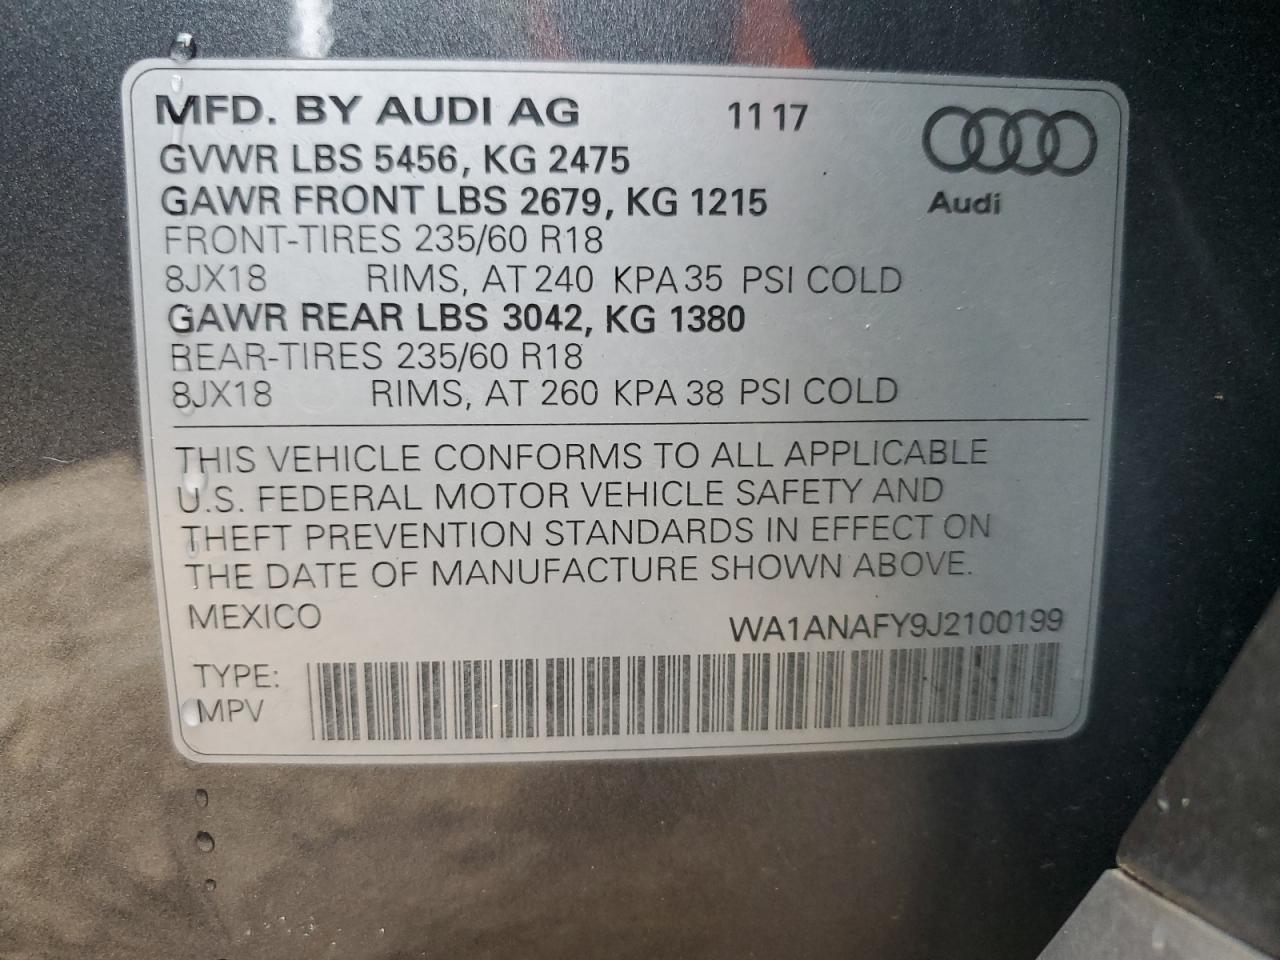 MFD. BY AUDI AG 11 17
GVWR LBS 5456, KG 2475
GAWR FRONT LBS 2679, KG 1215
Audi
FRONT-TIRES 235/60 R18
8JX18 RIMS, AT 240 KPA 35 PSI COLD
GAWR REAR LBS 3042, KG 1380
REAR-TIRES 235/60 R18
8JX18 RIMS, AT 260 KPA 38 PSI COLD
THIS VEHICLE CONFORMS TO ALL APPLICABLE
U.S. FEDERAL MOTOR VEHICLE SAFETY AND
THEFT PREVENTION STANDARDS IN EFFECT ON
THE DATE OF MANUFACTURE SHOWN ABOVE.
MEXICO WA1ANAFY9J2100199
TYPE:
MPV